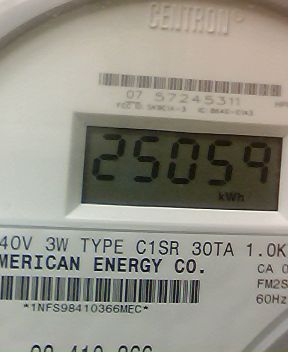 CENTRON
07 57245311
25059
kWh
40V 3W TYPE C1SR 30TA 1.0K
MERICAN ENERGY CO.
CA 0
FM2S
60Hz
*1NFS98410366MEC*